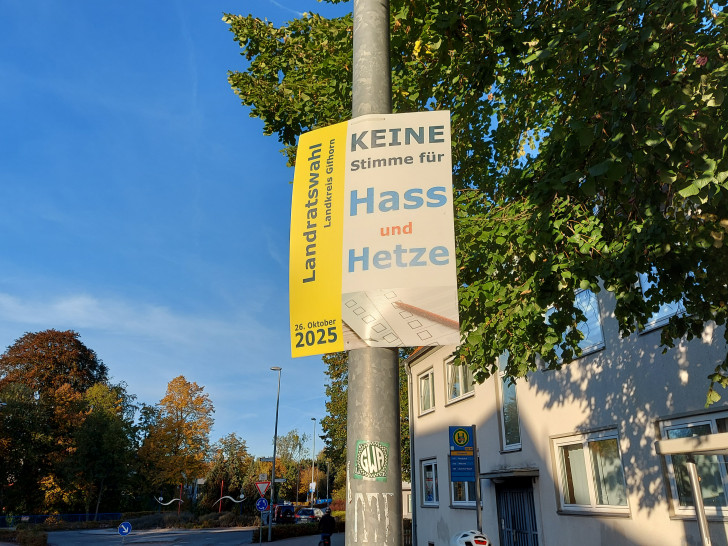 Landratswahl
Landkreis Gifhorn
26. Oktober
2025
KEINE
Stimme für
Hass
und
Hetze